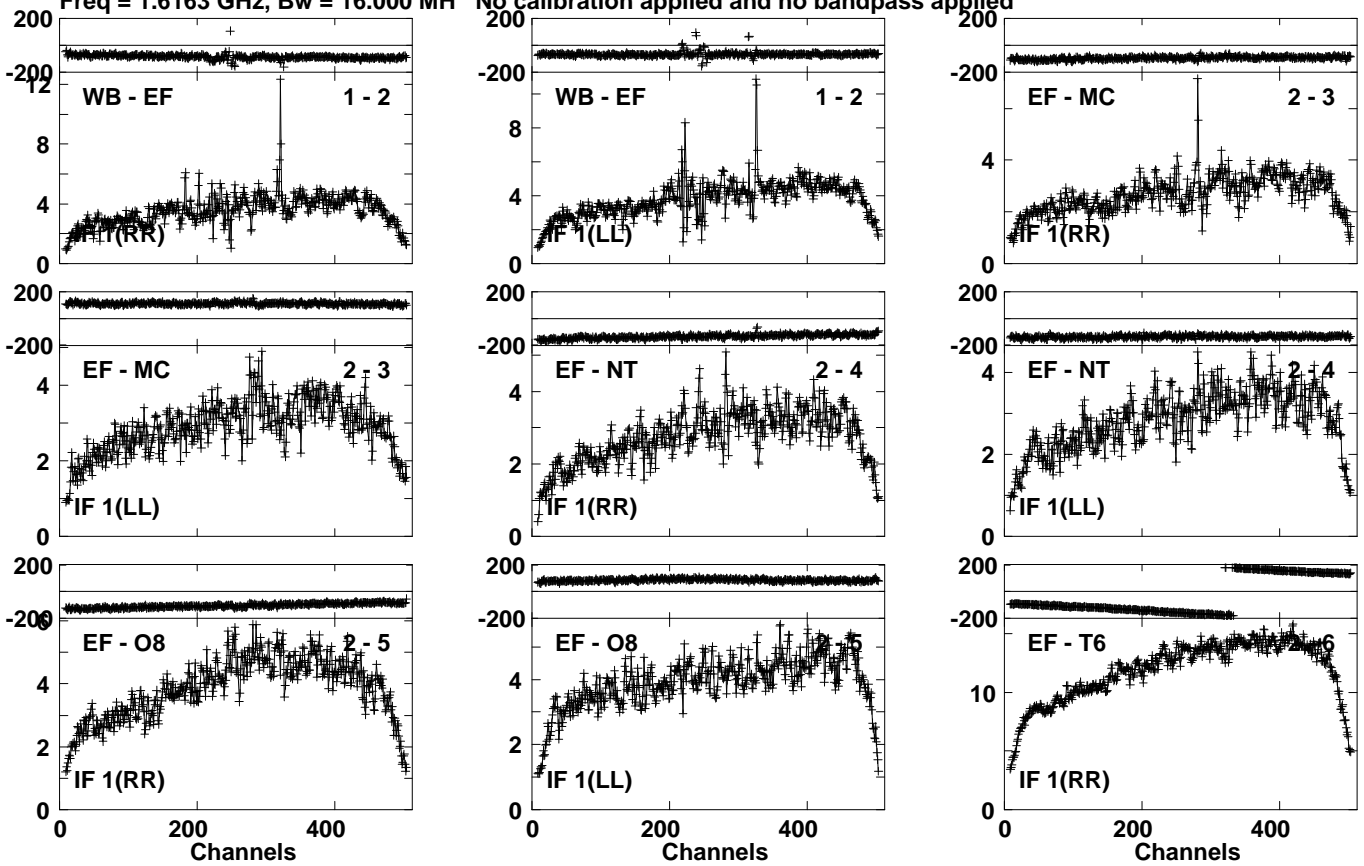 Freq = 1.6163 GHz, Bw = 16.000 MH No calibration applied and no bandpass applied
200 200 200
-200 -200 -200
12
WB - EF 1 - 2 WB - EF 1 - 2 EF - MC 2 - 3
8 8
4 4 4
IF 1(RR) IF 1(LL) IF 1(RR)
0 0 0
200 200 200
-200 -200 -200
EF - MC 2 - 3 EF - NT 2 - 4 EF - NT 2 - 4
4 4 4
2 2 2
IF 1(LL) IF 1(RR) IF 1(LL)
0 0 0
200 200 200
-200 -200 -200
6
EF - O8 2 - 5 EF - O8 2 - 5 EF - T6 2 - 6
4 4 10
2 2
IF 1(RR) IF 1(LL) IF 1(RR)
0 0 0
0 200 400 0 200 400 0 200 400
Channels Channels Channels